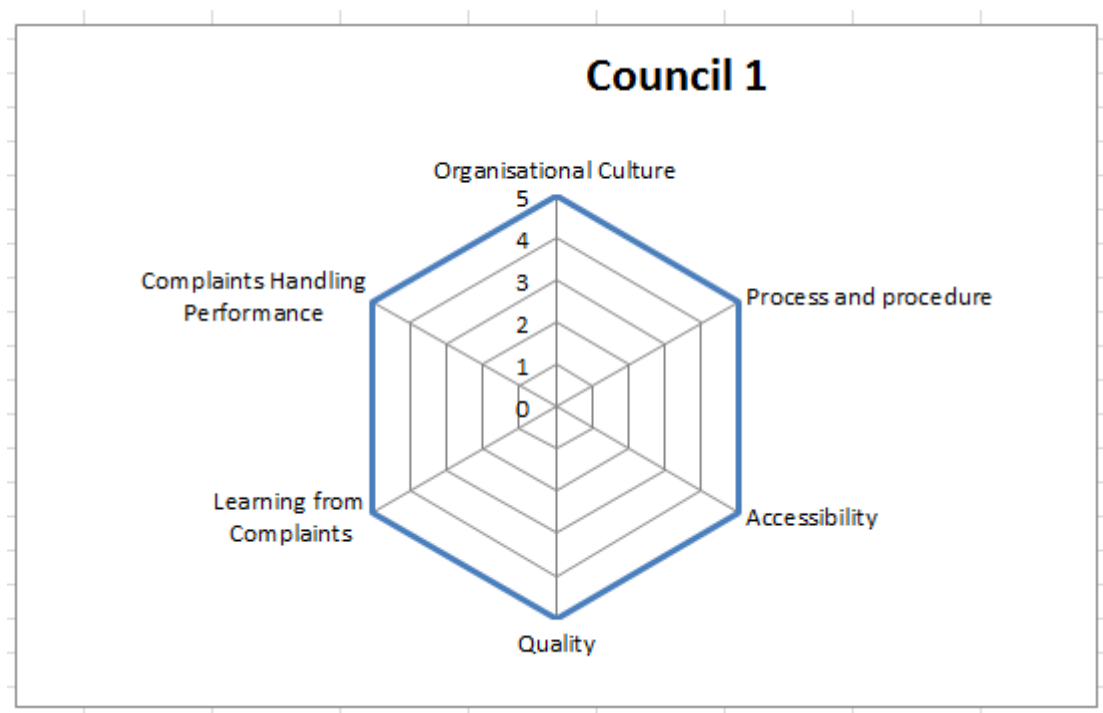 Council 1
Organisational Culture
5
4
3
2
1
0
Complaints Handling
Performance
Process and procedure
Learning from
Complaints
Accessibility
Quality